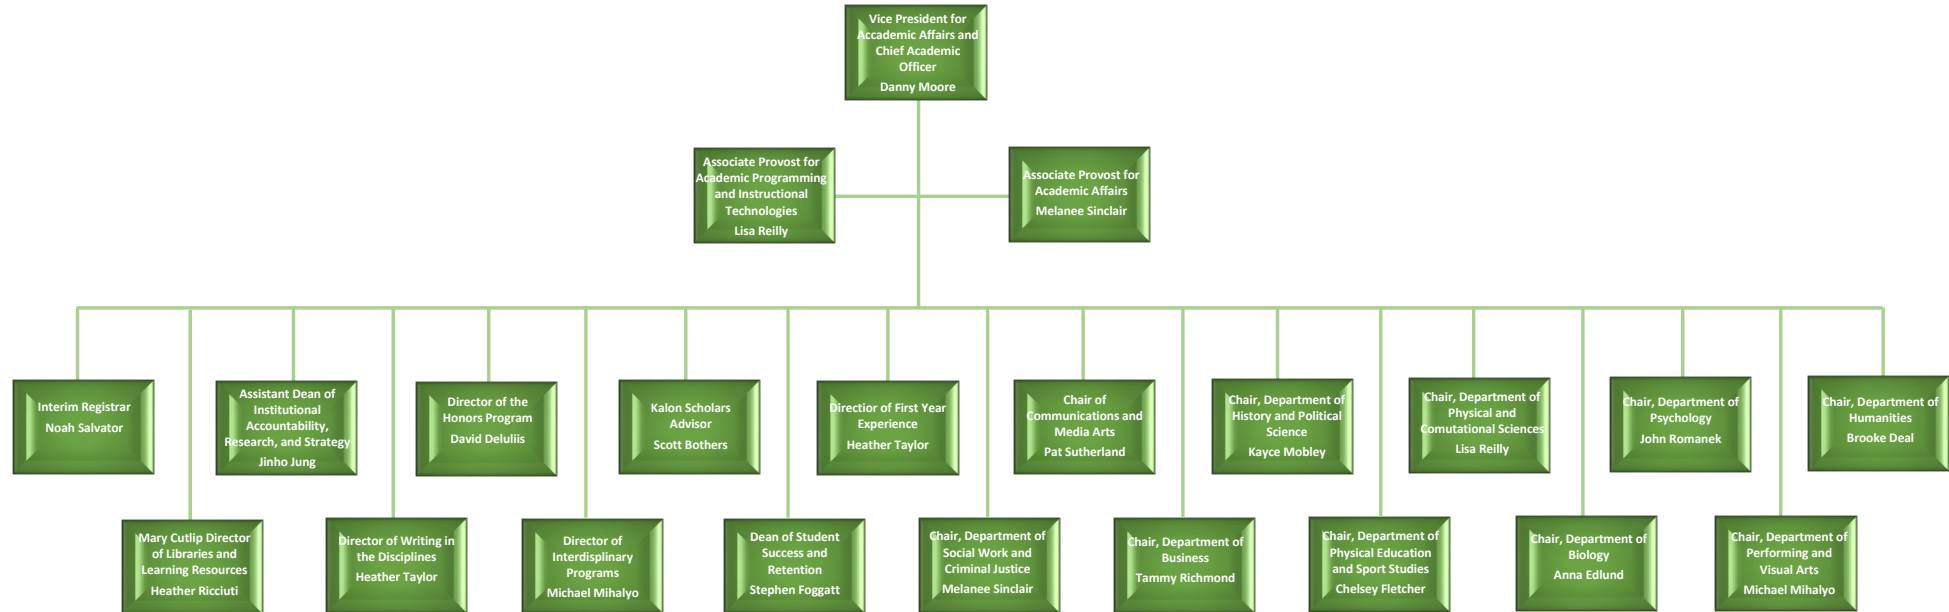 Vice President for
Accademic Affairs and
Chief Academic
Officer
Danny Moore
Associate Provost for
Academic Programming
and Instructional
Technologies
Lisa Reilly
Associate Provost for
Academic Affairs
Melanee Sinclair
Interim Registrar
Noah Salvator
Assistant Dean of
Institutional
Accountability,
Research, and Strategy
Jinho Jung
Director of the
Honors Program
David Deluliis
Kalon Scholars
Advisor
Scott Bothers
Directior of First Year
Experience
Heather Taylor
Chair of
Communications and
Media Arts
Pat Sutherland
Chair, Department of
History and Political
Science
Kayce Mobley
Chair, Department of
Physical and
Comutational Sciences
Lisa Reilly
Chair, Department of
Psychology
John Romanek
Chair, Department of
Humanities
Brooke Deal
Mary Cutlip Director
of Libraries and
Learning Resources
Heather Ricciuti
Director of Writing in
the Disciplines
Heather Taylor
Director of
Interdisplinary
Programs
Michael Mihalyo
Dean of Student
Success and
Retention
Stephen Foggatt
Chair, Department of
Social Work and
Criminal Justice
Melanee Sinclair
Chair, Department of
Business
Tammy Richmond
Chair, Department of
Physical Education
and Sport Studies
Chelsey Fletcher
Chair, Department of
Biology
Anna Edlund
Chair, Department of
Performing and
Visual Arts
Michael Mihalyo